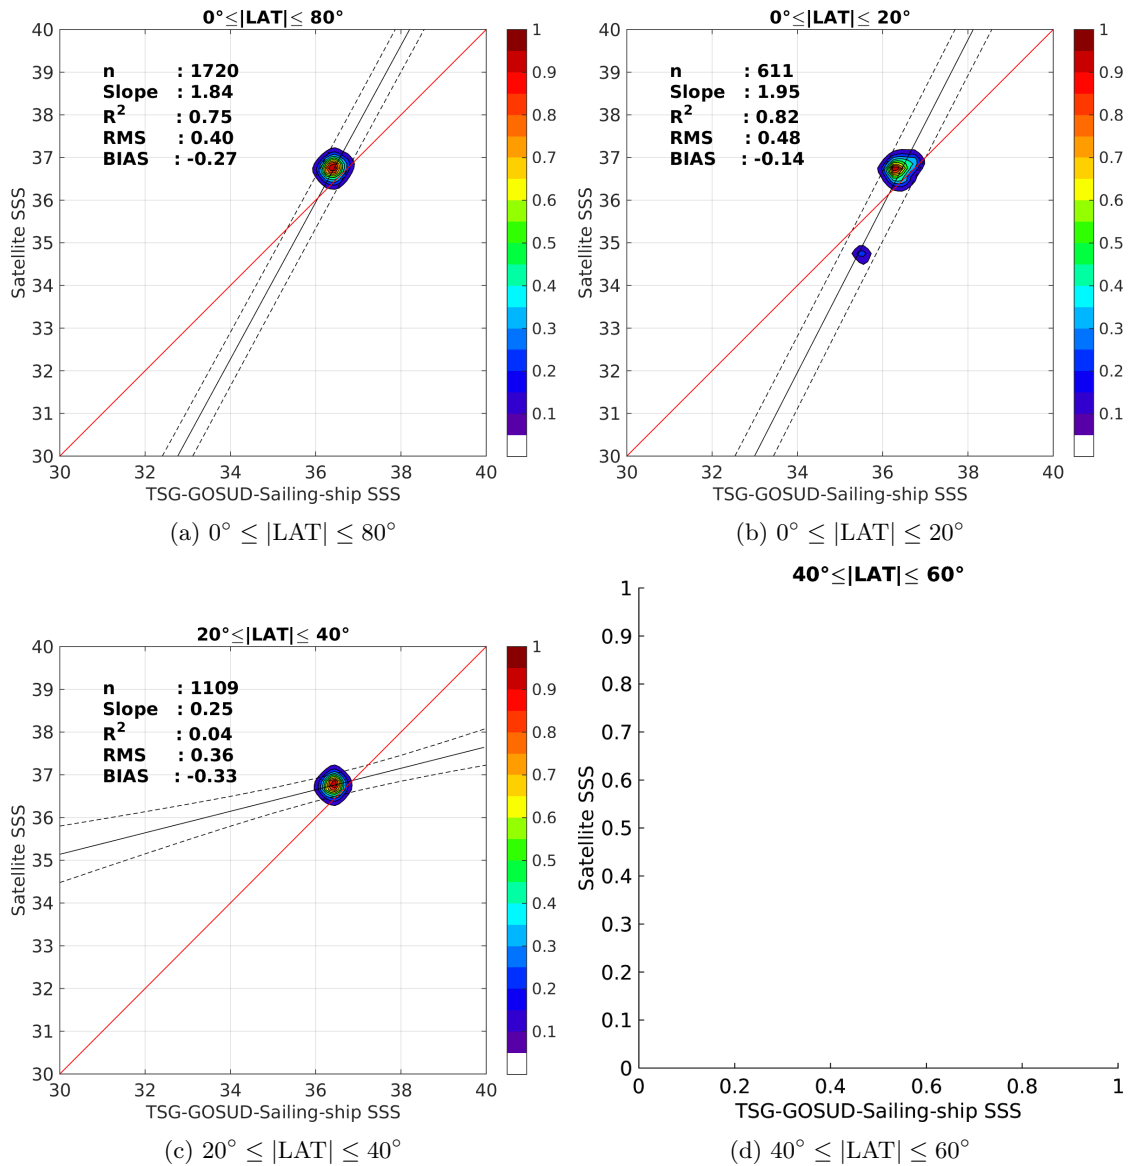 0°≤|LAT|≤ 80°
40
39
38
37
36
35
34
33
32
31
30
n : 1720
Slope : 1.84
R² : 0.75
RMS : 0.40
BIAS : -0.27
1
0.9
0.8
0.7
0.6
0.5
0.4
0.3
0.2
0.1
Satellite SSS
30 32 34 36 38 40
TSG-GOSUD-Sailing-ship SSS
(a) 0° ≤ |LAT| ≤ 80°
0°≤|LAT|≤ 20°
40
39
38
37
36
35
34
33
32
31
30
n : 611
Slope : 1.95
R² : 0.82
RMS : 0.48
BIAS : -0.14
1
0.9
0.8
0.7
0.6
0.5
0.4
0.3
0.2
0.1
Satellite SSS
30 32 34 36 38 40
TSG-GOSUD-Sailing-ship SSS
(b) 0° ≤ |LAT| ≤ 20°
20°≤|LAT|≤ 40°
40
39
38
37
36
35
34
33
32
31
30
n : 1109
Slope : 0.25
R² : 0.04
RMS : 0.36
BIAS : -0.33
1
0.9
0.8
0.7
0.6
0.5
0.4
0.3
0.2
0.1
Satellite SSS
30 32 34 36 38 40
TSG-GOSUD-Sailing-ship SSS
(c) 20° ≤ |LAT| ≤ 40°
40°≤|LAT|≤ 60°
1
0.9
0.8
0.7
0.6
0.5
0.4
0.3
0.2
0.1
0
Satellite SSS
0 0.2 0.4 0.6 0.8 1
TSG-GOSUD-Sailing-ship SSS
(d) 40° ≤ |LAT| ≤ 60°